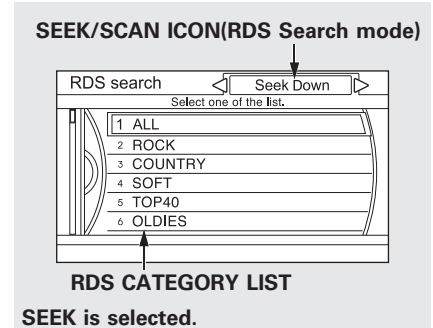 SEEK/SCAN ICON(RDS Search mode)
RDS search
Seek Down
Select one of the list.
1 ALL
2 ROCK
3 COUNTRY
4 SOFT
5 TOP40
6 OLDIES
RDS CATEGORY LIST
SEEK is selected.